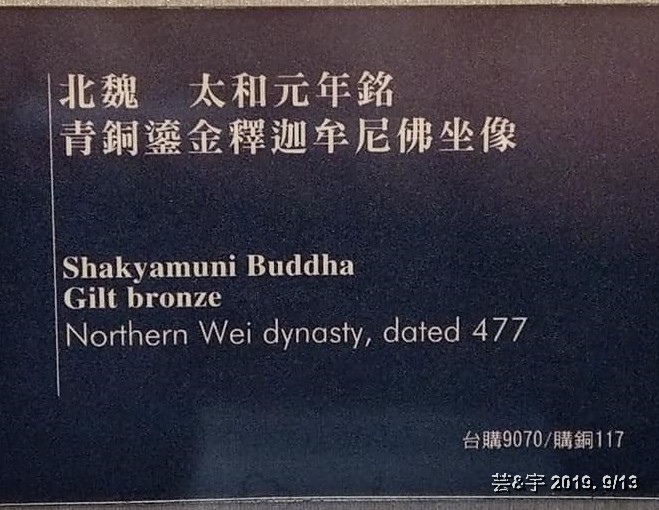 北魏　太和元年銘
青銅鎏金釋迦牟尼佛坐像
Shakyamuni Buddha
Gilt bronze
Northern Wei dynasty, dated 477
台購9070/購銅117
芸&宇 2019. 9/13